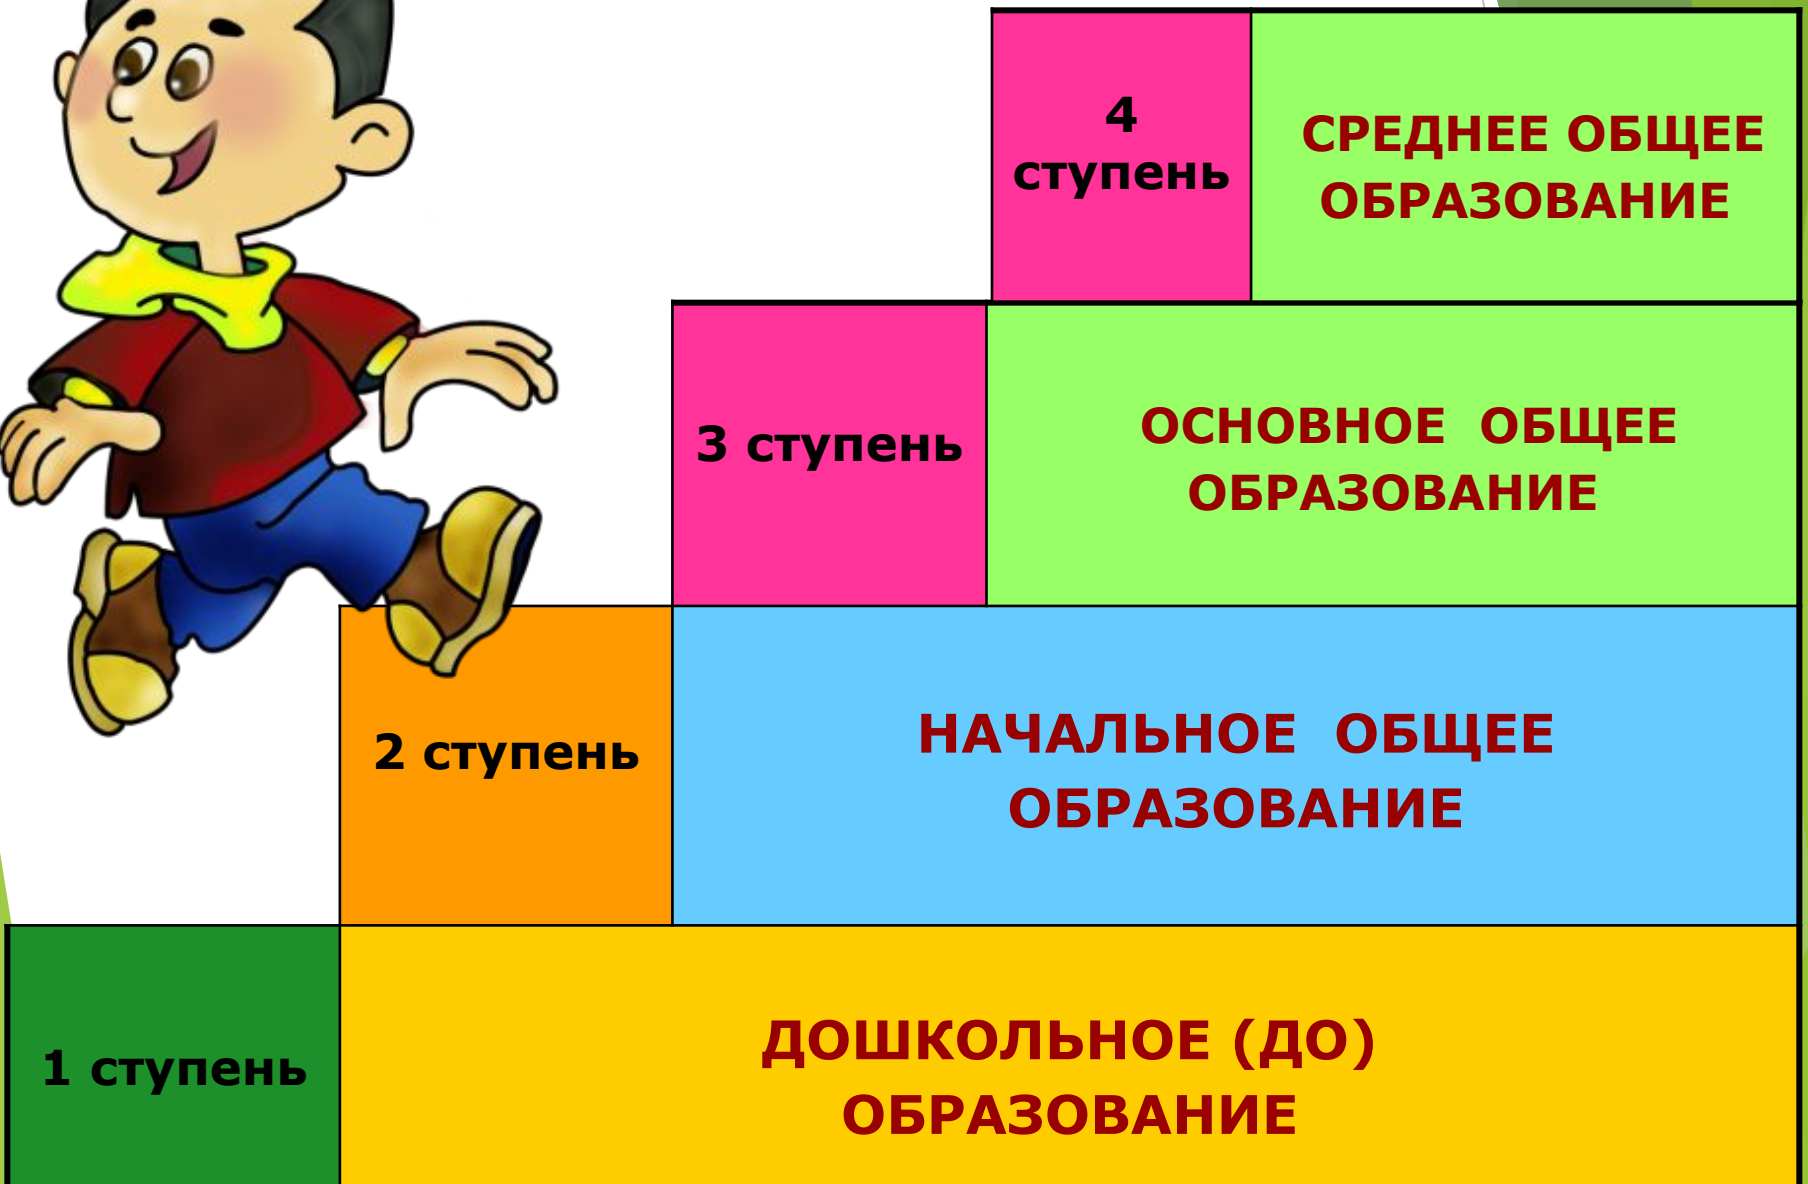 4
ступень
СРЕДНЕЕ ОБЩЕЕ
ОБРАЗОВАНИЕ
3 ступень
ОСНОВНОЕ ОБЩЕЕ
ОБРАЗОВАНИЕ
2 ступень
НАЧАЛЬНОЕ ОБЩЕЕ
ОБРАЗОВАНИЕ
1 ступень
ДОШКОЛЬНОЕ (ДО)
ОБРАЗОВАНИЕ